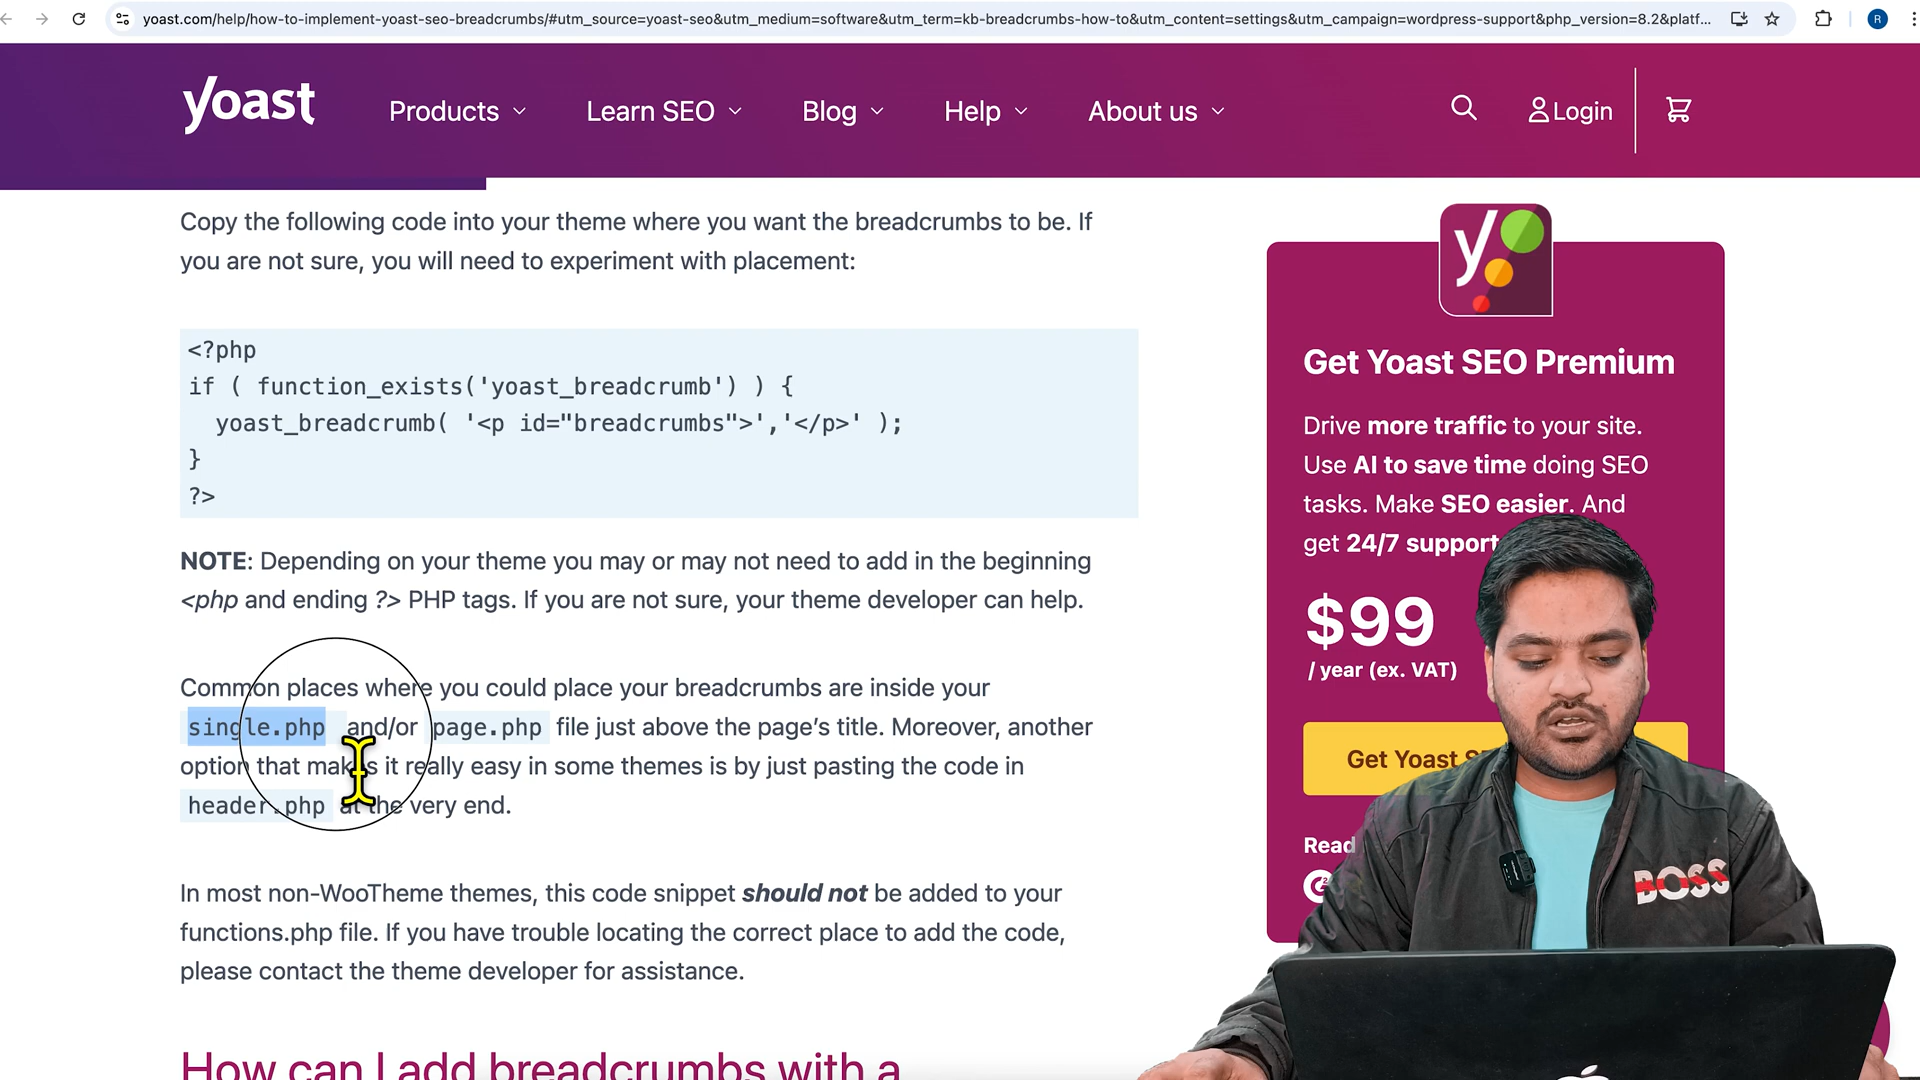 yoast.com/help/how-to-implement-yoast-seo-breadcrumbs/#utm_source=yoast-seo&utm_medium=software&utm_term=kb-breadcrumbs-how-to&utm_content=settings&utm_campaign=wordpress-support&php_version=8.2&platf...
R
yoast
Products
Learn SEO
Blog
Help
About us
Login
Copy the following code into your theme where you want the breadcrumbs to be. If
you are not sure, you will need to experiment with placement:
<?php
if ( function_exists('yoast_breadcrumb') ) {
  yoast_breadcrumb( '<p id="breadcrumbs">','</p>' );
}
?>
NOTE: Depending on your theme you may or may not need to add in the beginning
<php and ending ?> PHP tags. If you are not sure, your theme developer can help.
Common places where you could place your breadcrumbs are inside your
single.php and/or page.php file just above the page's title. Moreover, another
option that makes it really easy in some themes is by just pasting the code in
header.php at the very end.
In most non-WooTheme themes, this code snippet should not be added to your
functions.php file. If you have trouble locating the correct place to add the code,
please contact the theme developer for assistance.
How can I add breadcrumbs with a
y
Get Yoast SEO Premium
Drive more traffic to your site.
Use AI to save time doing SEO
tasks. Make SEO easier. And
get 24/7 support
$99
/ year (ex. VAT)
Get Yoast
Read
BOSS